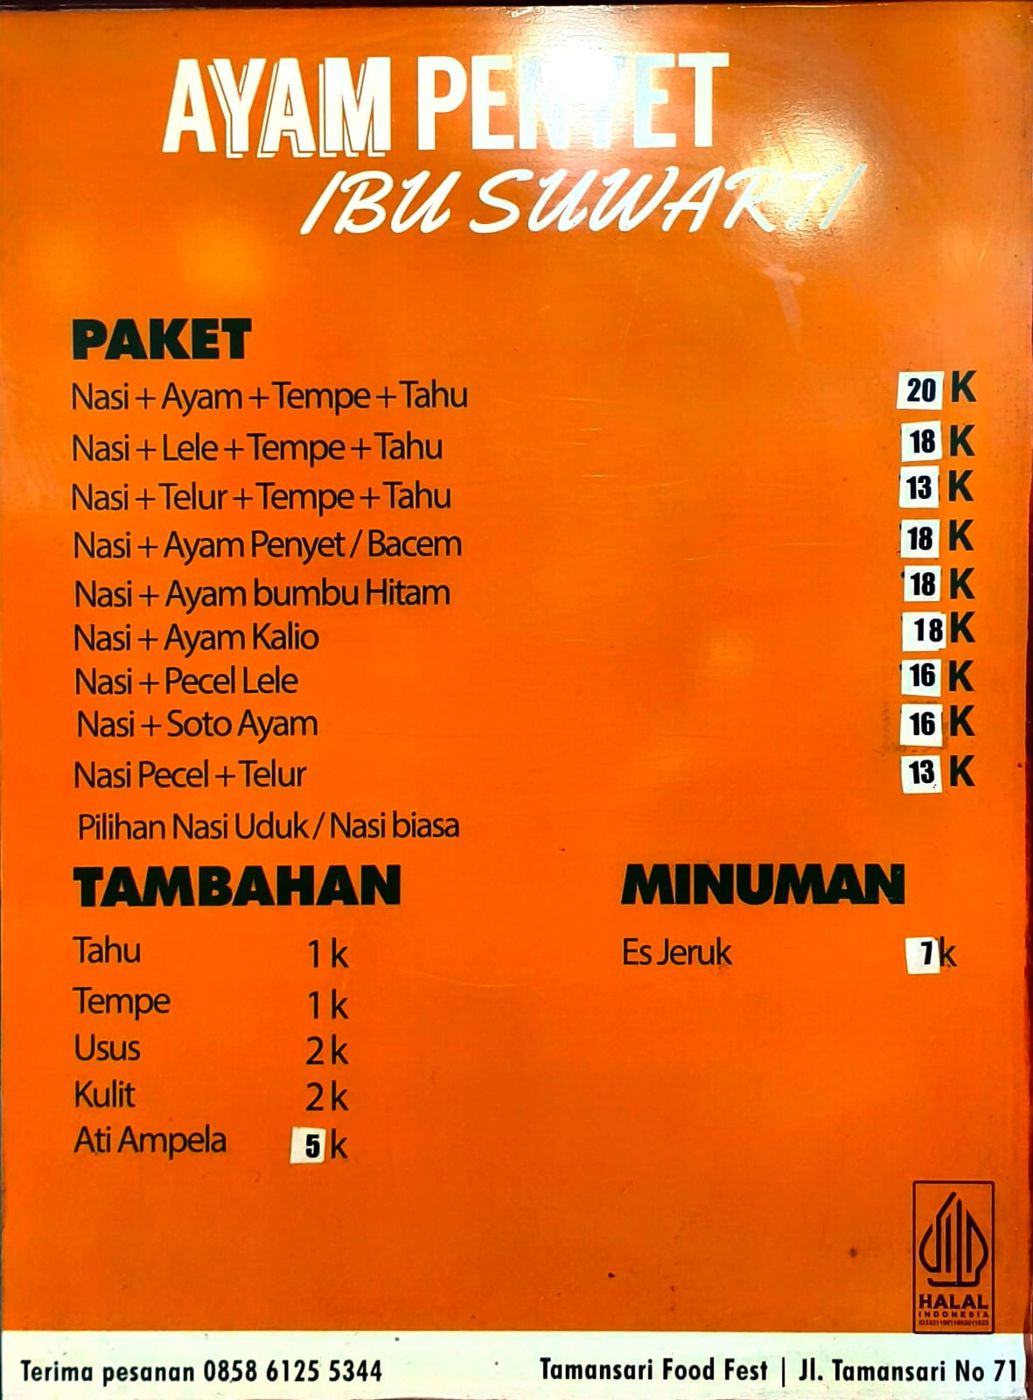 AYAM PENYET
IBU SUWARTI
PAKET
Nasi + Ayam + Tempe + Tahu 20 K
Nasi + Lele + Tempe + Tahu 18 K
Nasi + Telur + Tempe + Tahu 13 K
Nasi + Ayam Penyet / Bacem 18 K
Nasi + Ayam bumbu Hitam 18 K
Nasi + Ayam Kalio 18 K
Nasi + Pecel Lele 16 K
Nasi + Soto Ayam 16 K
Nasi Pecel + Telur 13 K
Pilihan Nasi Uduk / Nasi biasa
TAMBAHAN
Tahu 1 k
Tempe 1 k
Usus 2 k
Kulit 2 k
Ati Ampela 5 k
MINUMAN
Es Jeruk 7 k
HALAL
INDONESIA
Terima pesanan 0858 6125 5344
Tamansari Food Fest | Jl. Tamansari No 71